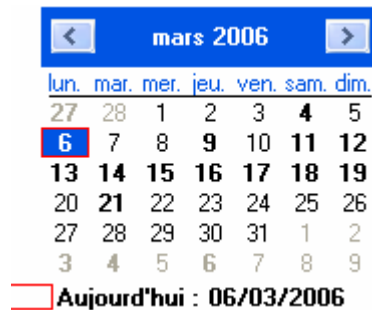 mars 2006
lun. mar. mer. jeu. ven. sam. dim.
27 28 1 2 3 4 5
6 7 8 9 10 11 12
13 14 15 16 17 18 19
20 21 22 23 24 25 26
27 28 29 30 31 1 2
3 4 5 6 7 8 9
Aujourd'hui : 06/03/2006